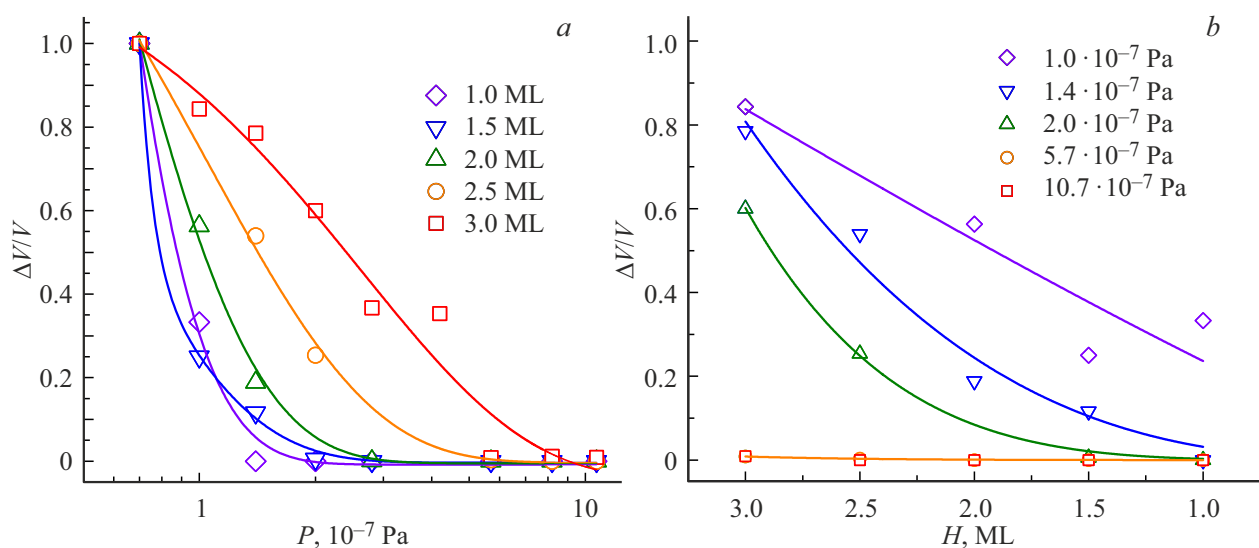 a
1.0
0.8
0.6
0.4
0.2
0
ΔV/V
1.0 ML
1.5 ML
2.0 ML
2.5 ML
3.0 ML
1
10
P, 10⁻⁷ Pa
b
1.0
0.8
0.6
0.4
0.2
0
ΔV/V
1.0 · 10⁻⁷ Pa
1.4 · 10⁻⁷ Pa
2.0 · 10⁻⁷ Pa
5.7 · 10⁻⁷ Pa
10.7 · 10⁻⁷ Pa
3.0 2.5 2.0 1.5 1.0
H, ML